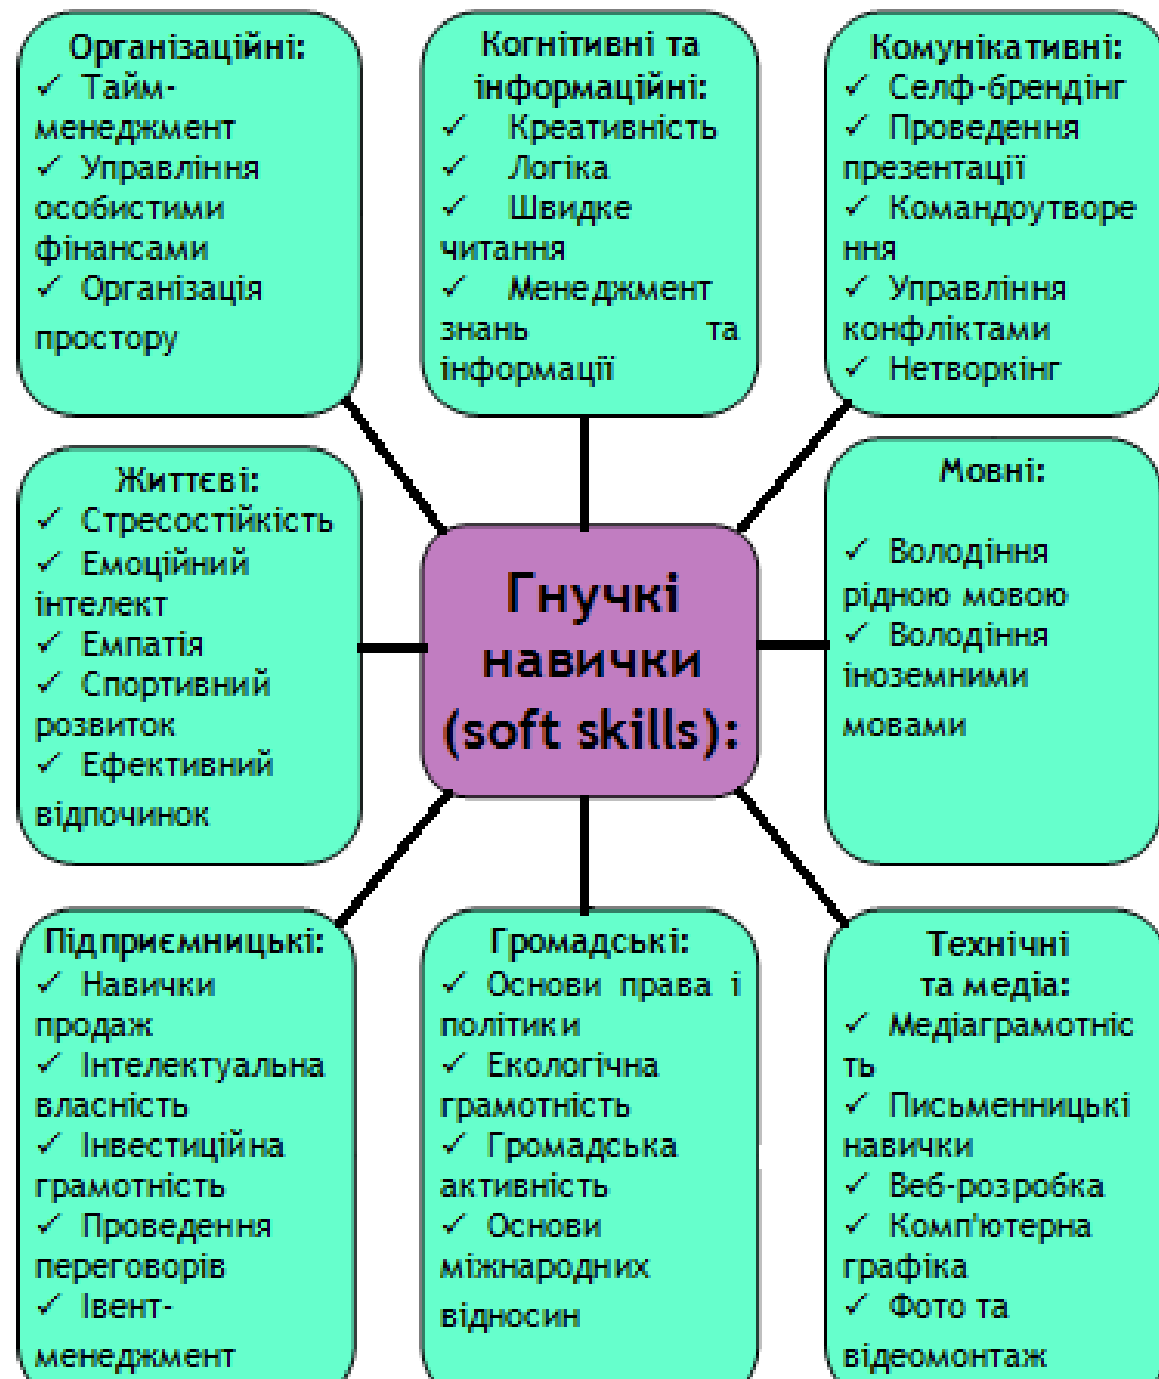 Організаційні:
✓ Тайм-
менеджмент
✓ Управління
особистими
фінансами
✓ Організація
простору
Когнітивні та
інформаційні:
✓ Креативність
✓ Логіка
✓ Швидке
читання
✓ Менеджмент
знань та
інформації
Комунікативні:
✓ Селф-брендінг
✓ Проведення
презентації
✓ Командоутворе
ння
✓ Управління
конфліктами
✓ Нетворкінг
Життєві:
✓ Стресостійкість
✓ Емоційний
інтелект
✓ Емпатія
✓ Спортивний
розвиток
✓ Ефективний
відпочинок
Гнучкі
навички
(soft skills):
Мовні:
✓ Володіння
рідною мовою
✓ Володіння
іноземними
мовами
Підприємницькі:
✓ Навички
продаж
✓ Інтелектуальна
власність
✓ Інвестиційна
грамотність
✓ Проведення
переговорів
✓ Івент-
менеджмент
Громадські:
✓ Основи права і
політики
✓ Екологічна
грамотність
✓ Громадська
активність
✓ Основи
міжнародних
відносин
Технічні
та медіа:
✓ Медіаграмотніс
ть
✓ Письменницькі
навички
✓ Веб-розробка
✓ Комп'ютерна
графіка
✓ Фото та
відеомонтаж